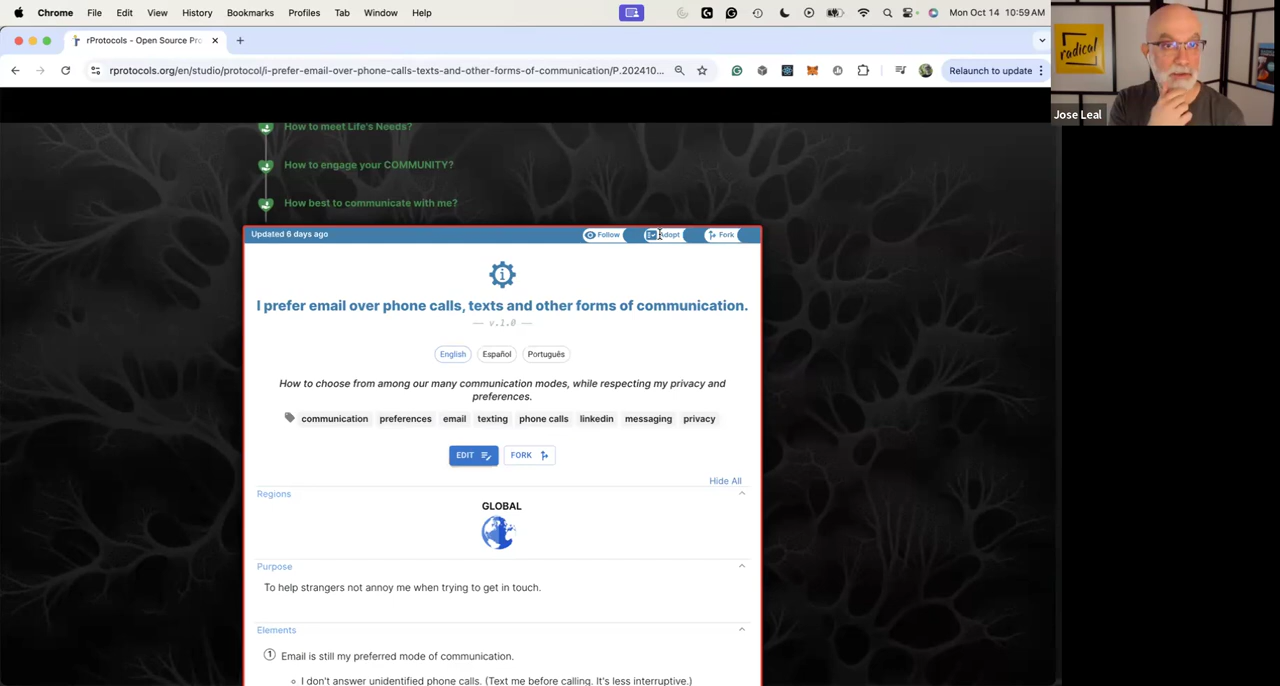 Chrome File Edit View History Bookmarks Profiles Tab Window Help Mon Oct 14 10:59 AM
rProtocols - Open Source Pro
rprotocols.org/en/studio/protocol/i-prefer-email-over-phone-calls-texts-and-other-forms-of-communication/P.202410... Relaunch to update
radical
Jose Leal
How to meet Life's Needs?
How to engage your COMMUNITY?
How best to communicate with me?
Updated 6 days ago Follow Adopt Fork
I prefer email over phone calls, texts and other forms of communication.
— v.1.0 —
English Español Português
How to choose from among our many communication modes, while respecting my privacy and
preferences.
communication preferences email texting phone calls linkedin messaging privacy
EDIT FORK
Hide All
Regions
GLOBAL
Purpose
To help strangers not annoy me when trying to get in touch.
Elements
1 Email is still my preferred mode of communication.
I don't answer unidentified phone calls. (Text me before calling. It's less interruptive.)